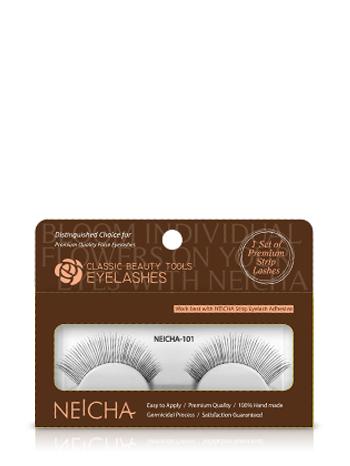 Distinguished Choice for
Premium Quality False Eyelashes
BLOOM INDIVIDUAL
CLASSIC BEAUTY TOOLS
EYELASHES
1 Set of
Premium
Strip
Lashes
Work best with NEICHA Strip Eyelash Adhesive
NEICHA-101
NEICHA
Easy to Apply / Premium Quality / 100% Hand made
Germicidal Process / Satisfaction Guaranteed